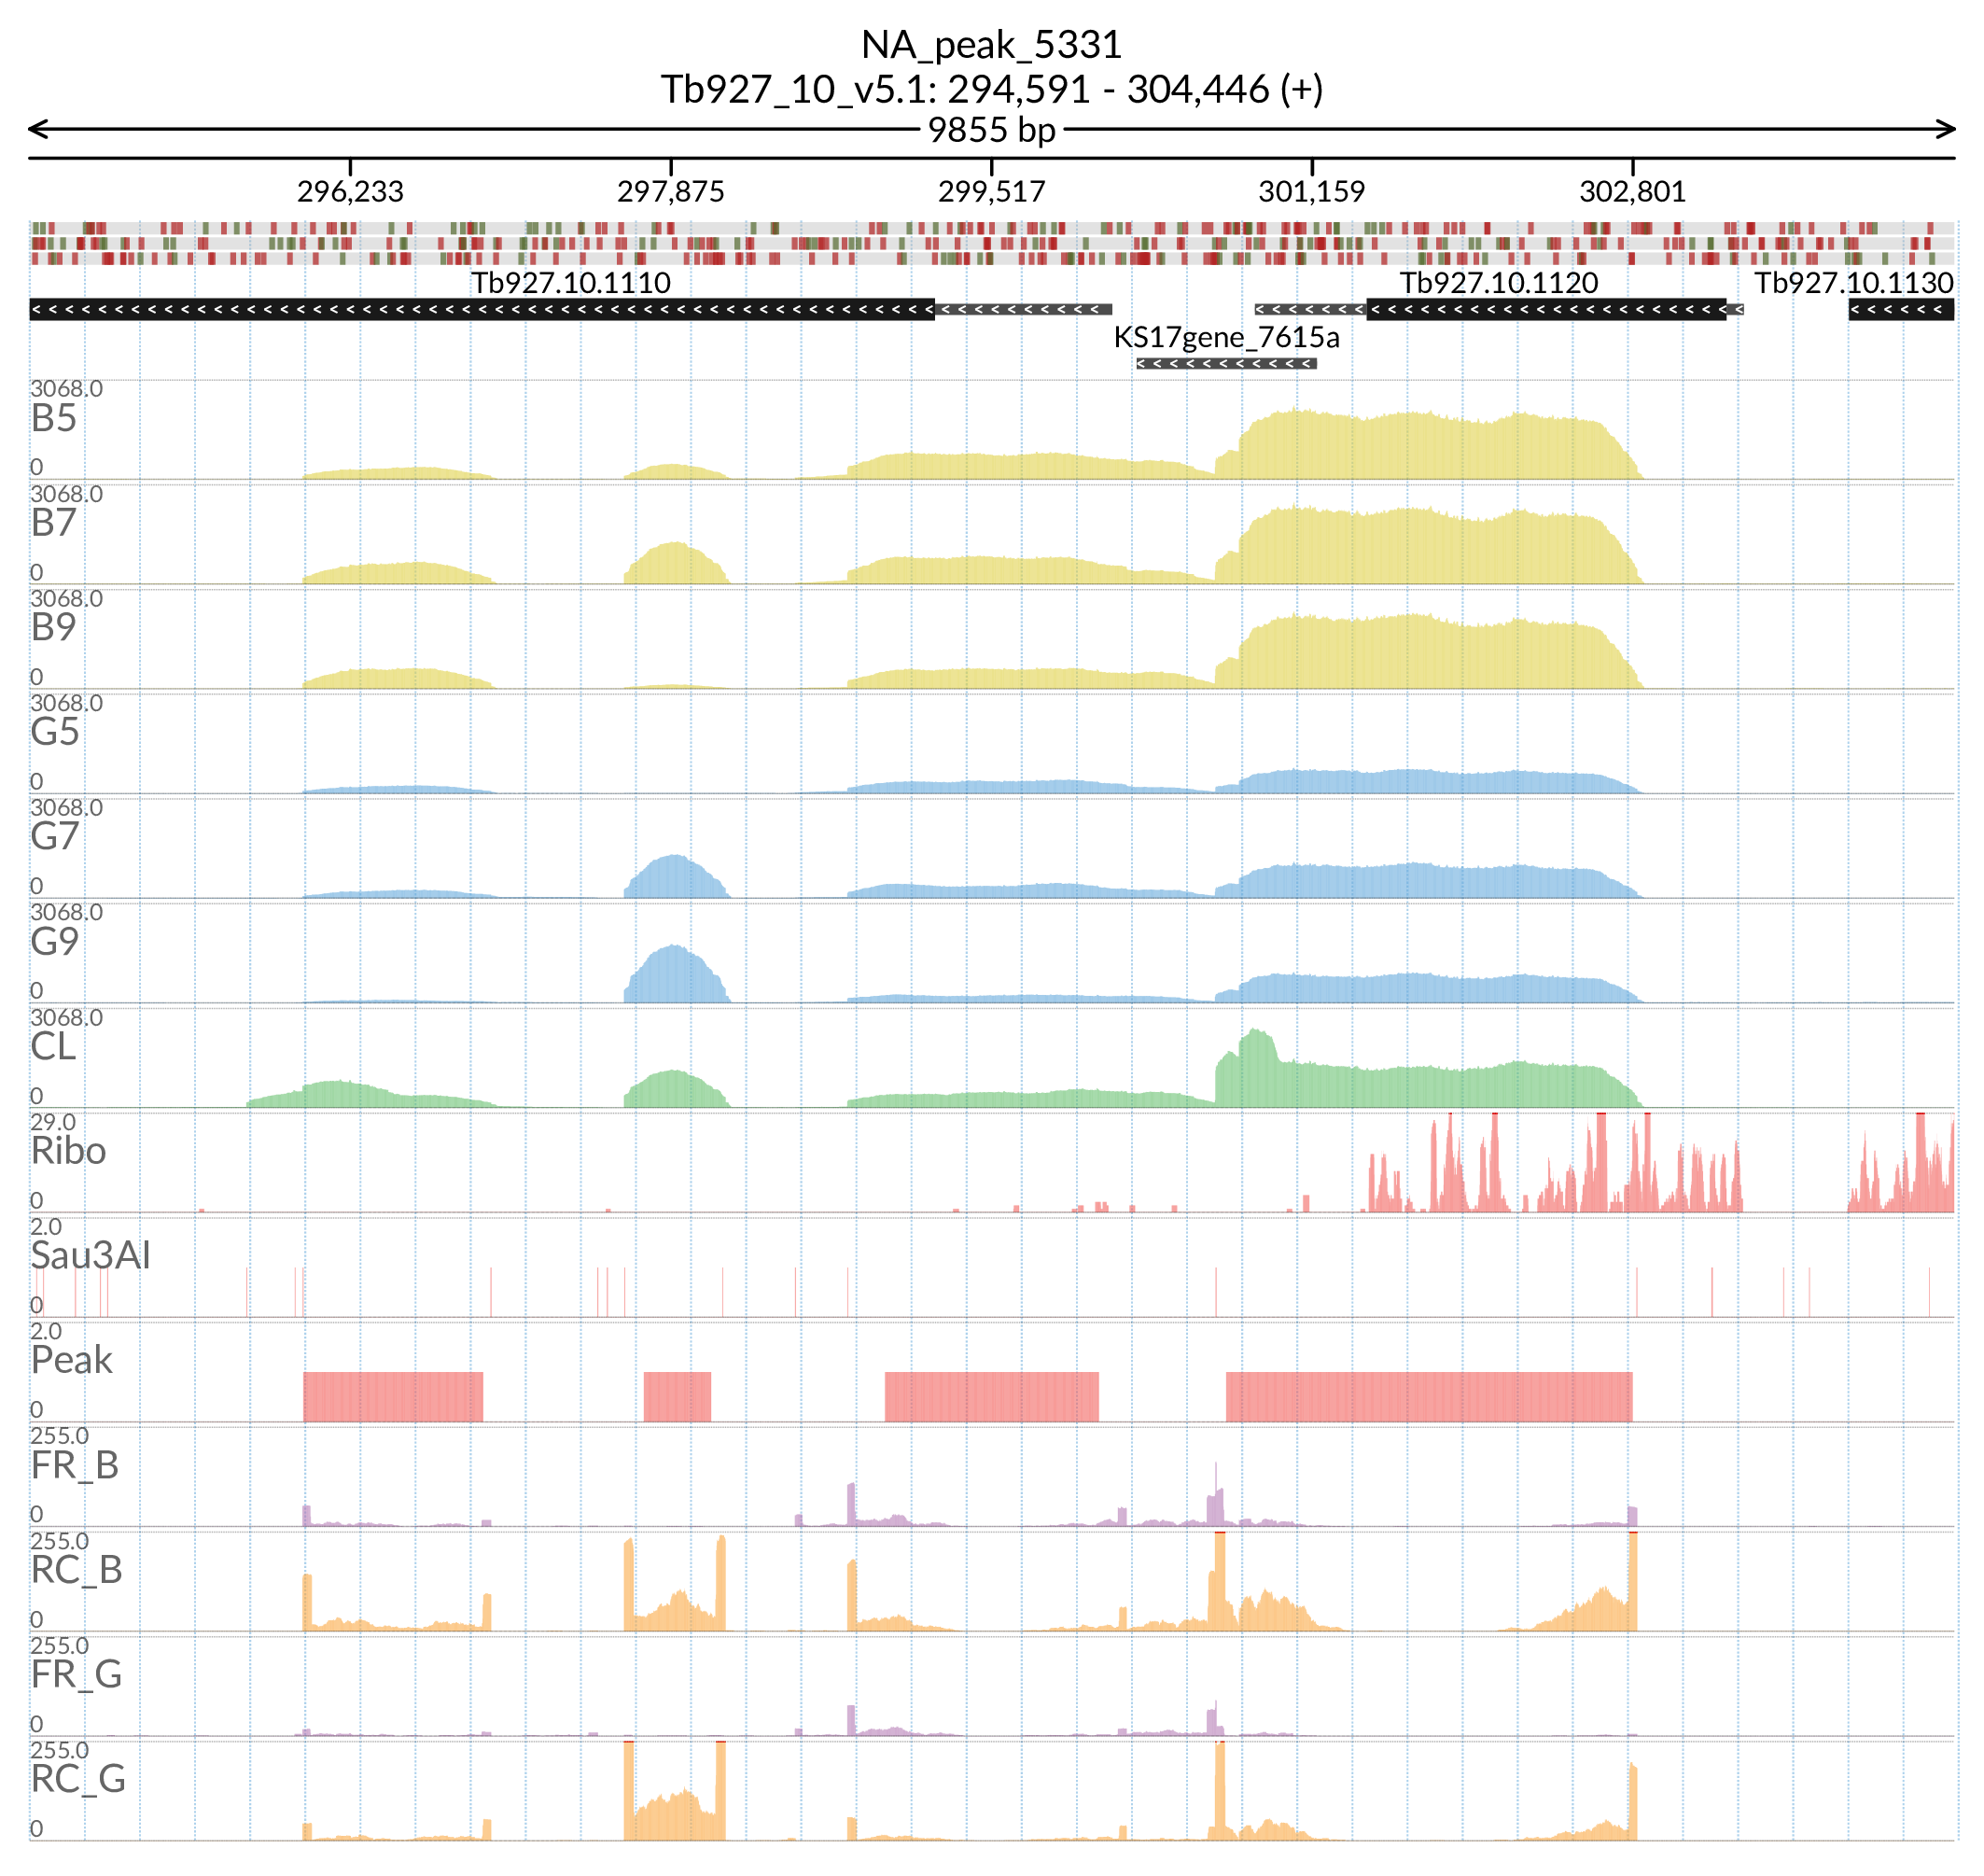 NA_peak_5331
Tb927_10_v5.1: 294,591 - 304,446 (+)
9855 bp
296,233 297,875 299,517 301,159 302,801
Tb927.10.1110 Tb927.10.1120 Tb927.10.1130
KS17gene_7615a
3068.0
B5
0
3068.0
B7
0
3068.0
B9
0
3068.0
G5
0
3068.0
G7
0
3068.0
G9
0
3068.0
CL
0
29.0
Ribo
0
2.0
Sau3AI
0
2.0
Peak
0
255.0
FR_B
0
255.0
RC_B
0
255.0
FR_G
0
255.0
RC_G
0